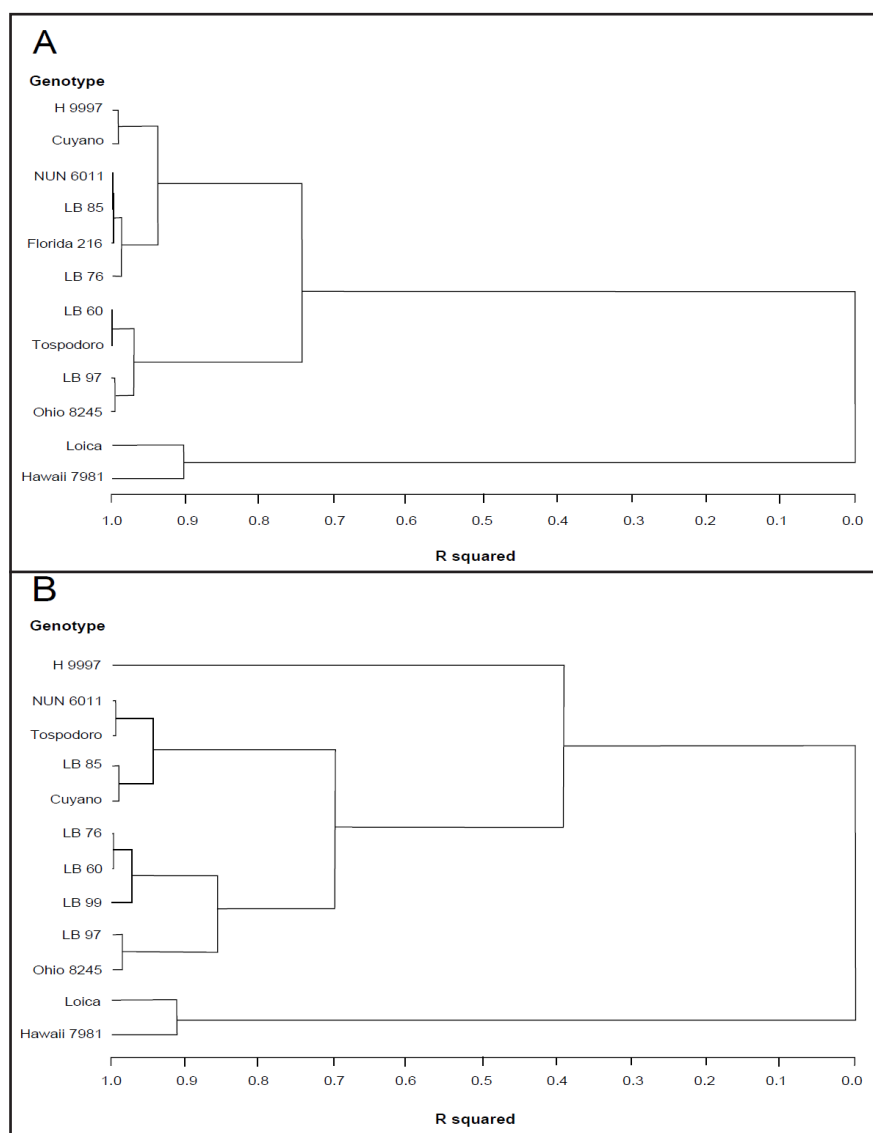 A
Genotype
H 9997
Cuyano
NUN 6011
LB 85
Florida 216
LB 76
LB 60
Tospodoro
LB 97
Ohio 8245
Loica
Hawaii 7981
1.0 0.9 0.8 0.7 0.6 0.5 0.4 0.3 0.2 0.1 0.0
R squared
B
Genotype
H 9997
NUN 6011
Tospodoro
LB 85
Cuyano
LB 76
LB 60
LB 99
LB 97
Ohio 8245
Loica
Hawaii 7981
1.0 0.9 0.8 0.7 0.6 0.5 0.4 0.3 0.2 0.1 0.0
R squared